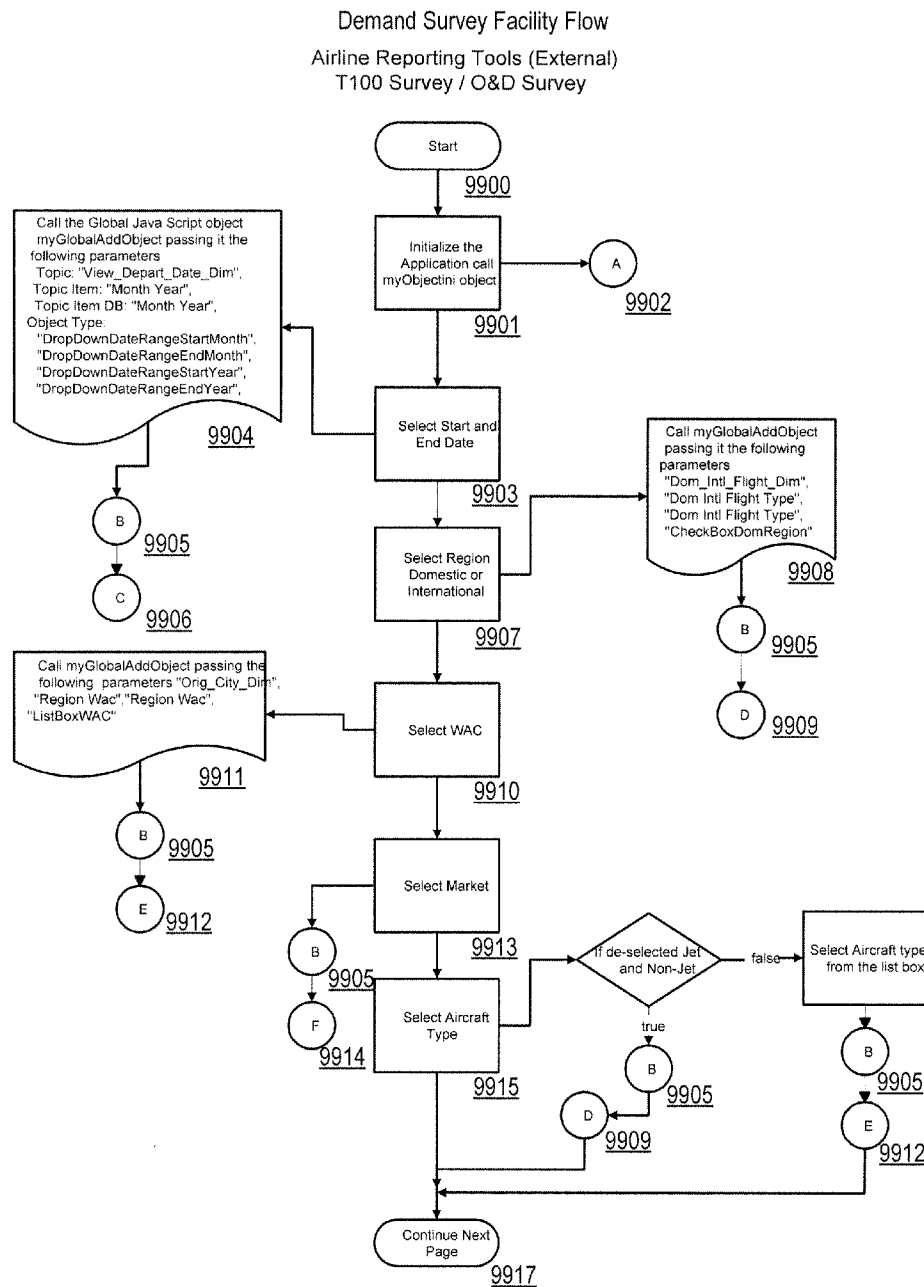 Demand Survey Facility Flow
Airline Reporting Tools (External)
T100 Survey / O&D Survey
Start
9900
Call the Global Java Script object
myGlobalAddObject passing it the
following parameters
Topic: "View_Depart_Date_Dim",
Topic Item: "Month Year",
Topic Item DB: "Month Year",
Object Type:
"DropDownDateRangeStartMonth",
"DropDownDateRangeEndMonth",
"DropDownDateRangeStartYear",
"DropDownDateRangeEndYear",
9904
Initialize the
Application call
myObjectini object
9901
A
9902
Select Start and
End Date
9903
B
9905
C
9906
Call myGlobalAddObject
passing it the following
parameters
"Dom_Intl_Flight_Dim",
"Dom Intl Flight Type",
"Dom Intl Flight Type",
"CheckBoxDomRegion"
9908
Select Region
Domestic or
International
9907
B
9905
D
9909
Call myGlobalAddObject passing the
following parameters "Orig_City_Dim",
"Region Wac","Region Wac",
"ListBoxWAC"
9911
Select WAC
9910
B
9905
E
9912
Select Market
9913
B
9905
F
9914
Select Aircraft
Type
9915
If de-selected Jet
and Non-Jet
false
true
Select Aircraft type
from the list box
B
9905
D
9909
B
9905
E
9912
Continue Next
Page
9917